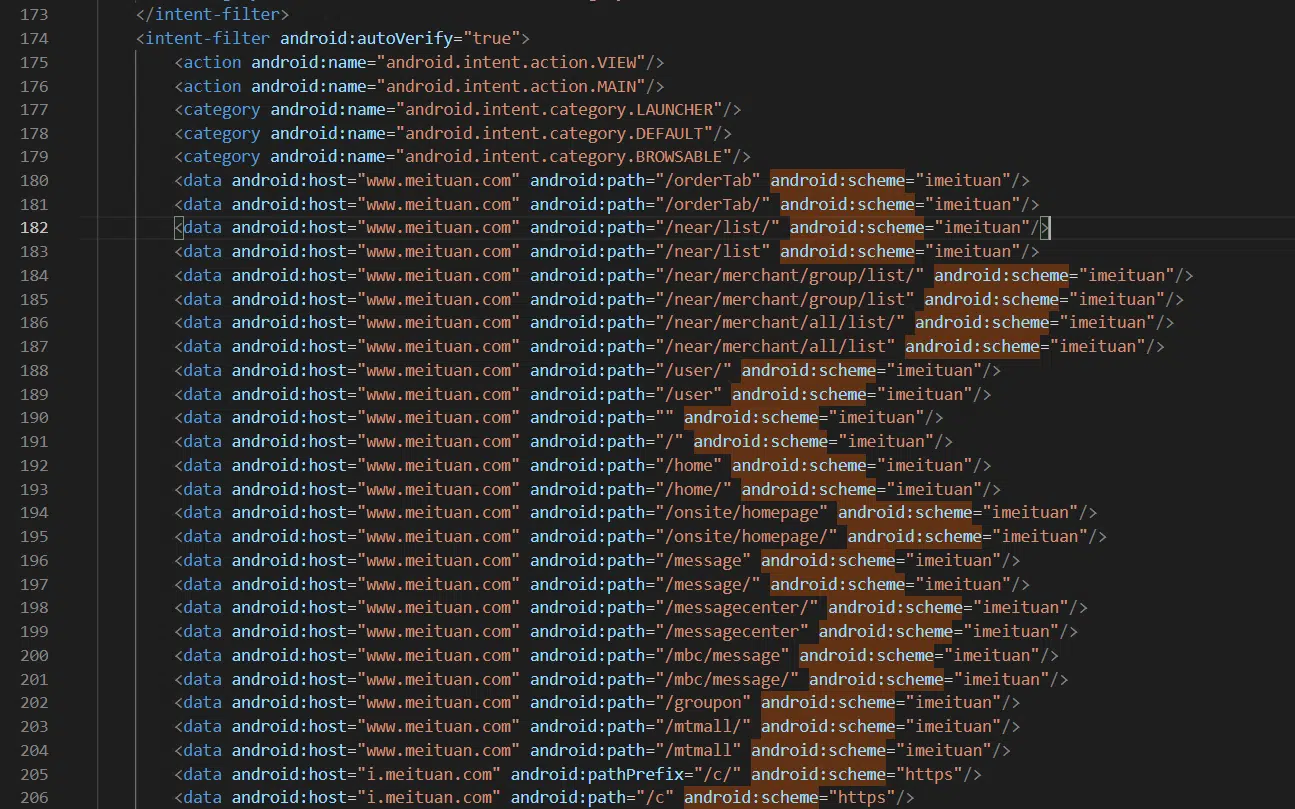 173 </intent-filter>
174 <intent-filter android:autoVerify="true">
175 <action android:name="android.intent.action.VIEW"/>
176 <action android:name="android.intent.action.MAIN"/>
177 <category android:name="android.intent.category.LAUNCHER"/>
178 <category android:name="android.intent.category.DEFAULT"/>
179 <category android:name="android.intent.category.BROWSABLE"/>
180 <data android:host="www.meituan.com" android:path="/orderTab" android:scheme="imeituan"/>
181 <data android:host="www.meituan.com" android:path="/orderTab/" android:scheme="imeituan"/>
182 <data android:host="www.meituan.com" android:path="/near/list/" android:scheme="imeituan"/>
183 <data android:host="www.meituan.com" android:path="/near/list" android:scheme="imeituan"/>
184 <data android:host="www.meituan.com" android:path="/near/merchant/group/list/" android:scheme="imeituan"/>
185 <data android:host="www.meituan.com" android:path="/near/merchant/group/list" android:scheme="imeituan"/>
186 <data android:host="www.meituan.com" android:path="/near/merchant/all/list/" android:scheme="imeituan"/>
187 <data android:host="www.meituan.com" android:path="/near/merchant/all/list" android:scheme="imeituan"/>
188 <data android:host="www.meituan.com" android:path="/user/" android:scheme="imeituan"/>
189 <data android:host="www.meituan.com" android:path="/user" android:scheme="imeituan"/>
190 <data android:host="www.meituan.com" android:path="" android:scheme="imeituan"/>
191 <data android:host="www.meituan.com" android:path="/" android:scheme="imeituan"/>
192 <data android:host="www.meituan.com" android:path="/home" android:scheme="imeituan"/>
193 <data android:host="www.meituan.com" android:path="/home/" android:scheme="imeituan"/>
194 <data android:host="www.meituan.com" android:path="/onsite/homepage" android:scheme="imeituan"/>
195 <data android:host="www.meituan.com" android:path="/onsite/homepage/" android:scheme="imeituan"/>
196 <data android:host="www.meituan.com" android:path="/message" android:scheme="imeituan"/>
197 <data android:host="www.meituan.com" android:path="/message/" android:scheme="imeituan"/>
198 <data android:host="www.meituan.com" android:path="/messagecenter/" android:scheme="imeituan"/>
199 <data android:host="www.meituan.com" android:path="/messagecenter" android:scheme="imeituan"/>
200 <data android:host="www.meituan.com" android:path="/mbc/message" android:scheme="imeituan"/>
201 <data android:host="www.meituan.com" android:path="/mbc/message/" android:scheme="imeituan"/>
202 <data android:host="www.meituan.com" android:path="/groupon" android:scheme="imeituan"/>
203 <data android:host="www.meituan.com" android:path="/mtmall/" android:scheme="imeituan"/>
204 <data android:host="www.meituan.com" android:path="/mtmall" android:scheme="imeituan"/>
205 <data android:host="i.meituan.com" android:pathPrefix="/c/" android:scheme="https"/>
206 <data android:host="i.meituan.com" android:path="/c" android:scheme="https"/>